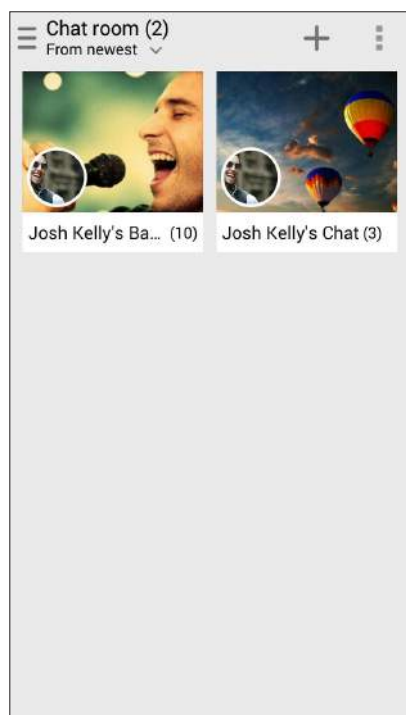 Chat room (2)
From newest
Josh Kelly's Ba... (10)
Josh Kelly's Chat (3)